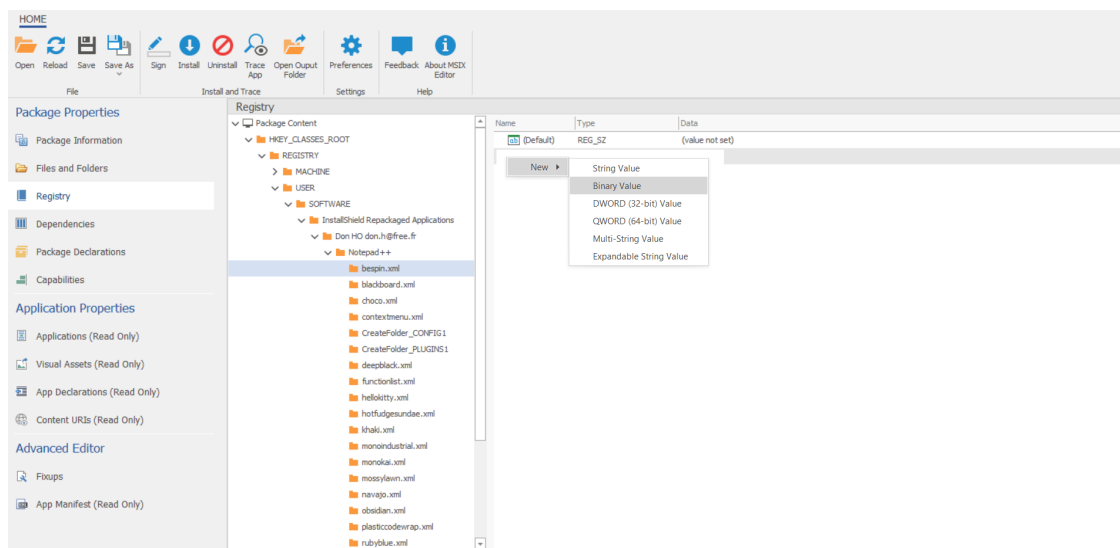 HOME
Open Reload Save Save As Sign Install Uninstall Trace App Open Ouput Folder Preferences Feedback About MSIX Editor
File Install and Trace Settings Help
Package Properties
Package Information
Files and Folders
Registry
Dependencies
Package Declarations
Capabilities
Application Properties
Applications (Read Only)
Visual Assets (Read Only)
App Declarations (Read Only)
Content URIs (Read Only)
Advanced Editor
Fixups
App Manifest (Read Only)
Registry
Package Content
HKEY_CLASSES_ROOT
REGISTRY
MACHINE
USER
SOFTWARE
InstallShield Repackaged Applications
Don HO don.h@free.fr
Notepad++
bespin.xml
blackboard.xml
choco.xml
contextmenu.xml
CreateFolder_CONFIG1
CreateFolder_PLUGINS1
deepblack.xml
functionlist.xml
hellokitty.xml
hotfudgesundae.xml
khaki.xml
monoindustrial.xml
monokai.xml
mossylawn.xml
navajo.xml
obsidian.xml
plasticcodewrap.xml
rubyblue.xml
Name Type Data
ab (Default) REG_SZ (value not set)
New
String Value
Binary Value
DWORD (32-bit) Value
QWORD (64-bit) Value
Multi-String Value
Expandable String Value